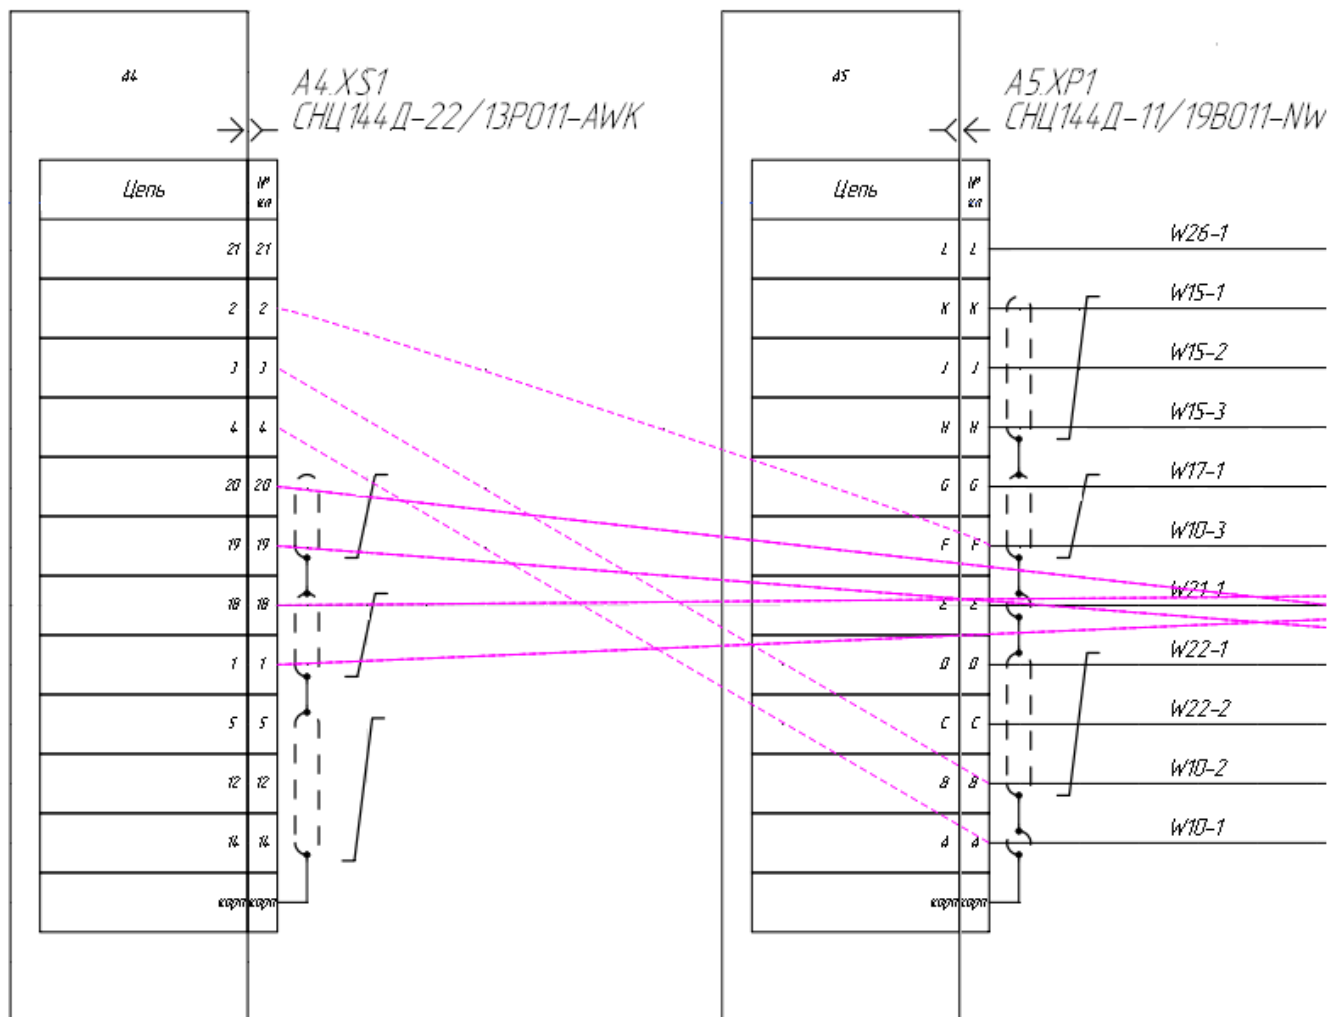 А4
А4.XS1
СНЦ144Д-22/13Р011-AWK
Цепь
№
кл
21 21
2 2
3 3
4 4
20 20
19 19
18 18
1 1
5 5
12 12
14 14
корп корп
А5
А5.XP1
СНЦ144Д-11/19В011-NW
Цепь
№
кл
L L W26-1
K K W15-1
J J W15-2
H H W15-3
G G W17-1
F F W10-3
E E W21-1
D D W22-1
C C W22-2
B B W10-2
A A W10-1
корп корп